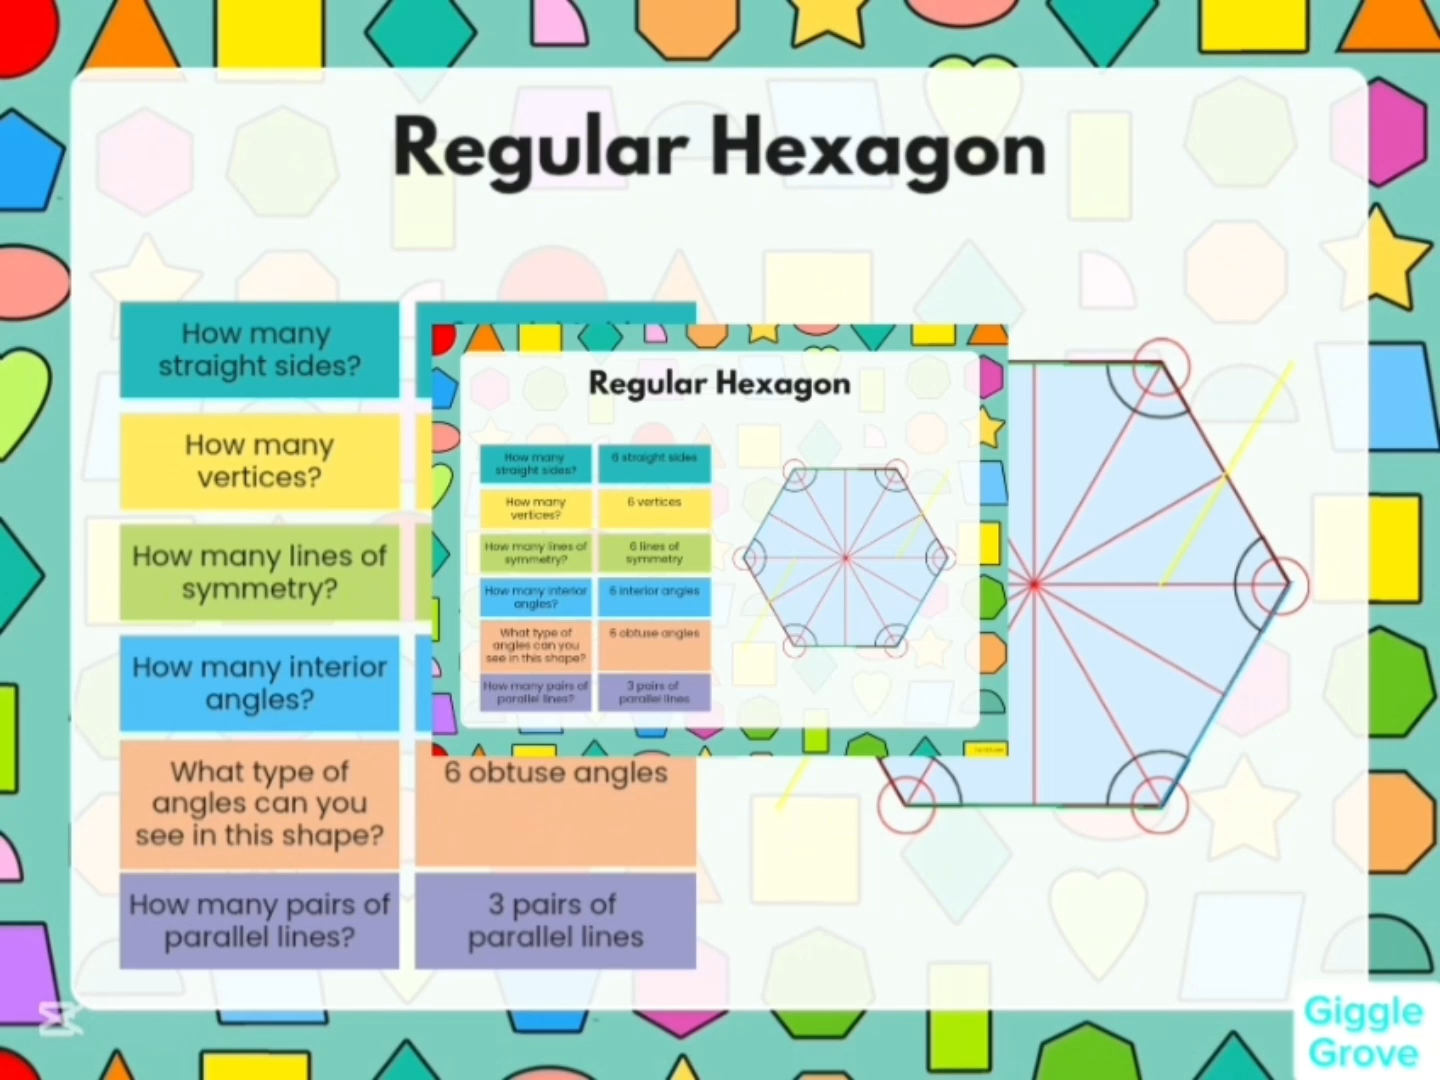 Regular Hexagon
How many
straight sides?
How many
vertices?
How many lines of
symmetry?
How many interior
angles?
What type of
angles can you
see in this shape?
6 obtuse angles
How many pairs of
parallel lines?
3 pairs of
parallel lines
Regular Hexagon
How many
straight sides?
6 straight sides
How many
vertices?
6 vertices
How many lines of
symmetry?
6 lines of
symmetry
How many interior
angles?
6 interior angles
What type of
angles can you
see in this shape?
6 obtuse angles
How many pairs of
parallel lines?
3 pairs of
parallel lines
Giggle
Grove